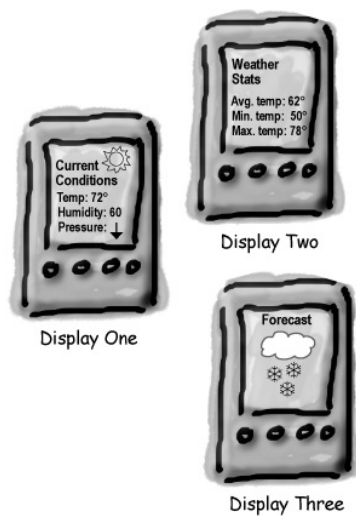 Weather
Stats
Avg. temp: 62°
Min. temp: 50°
Max. temp: 78°
Display Two
Current
Conditions
Temp: 72°
Humidity: 60
Pressure:
Display One
Forecast
Display Three